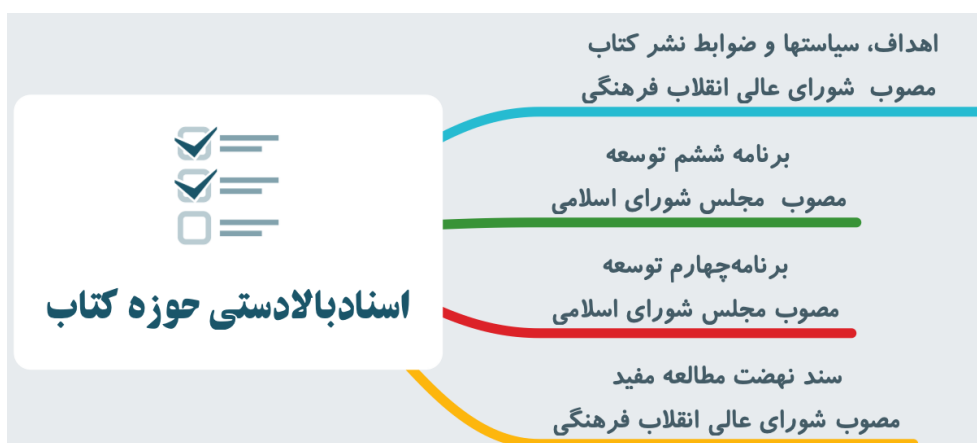 اهداف، سیاستها و ضوابط نشر کتاب
مصوب شورای عالی انقلاب فرهنگی
برنامه ششم توسعه
مصوب مجلس شورای اسلامی
اسنادبالادستی حوزه کتاب
برنامه‌چهارم توسعه
مصوب مجلس شورای اسلامی
سند نهضت مطالعه مفید
مصوب شورای عالی انقلاب فرهنگی